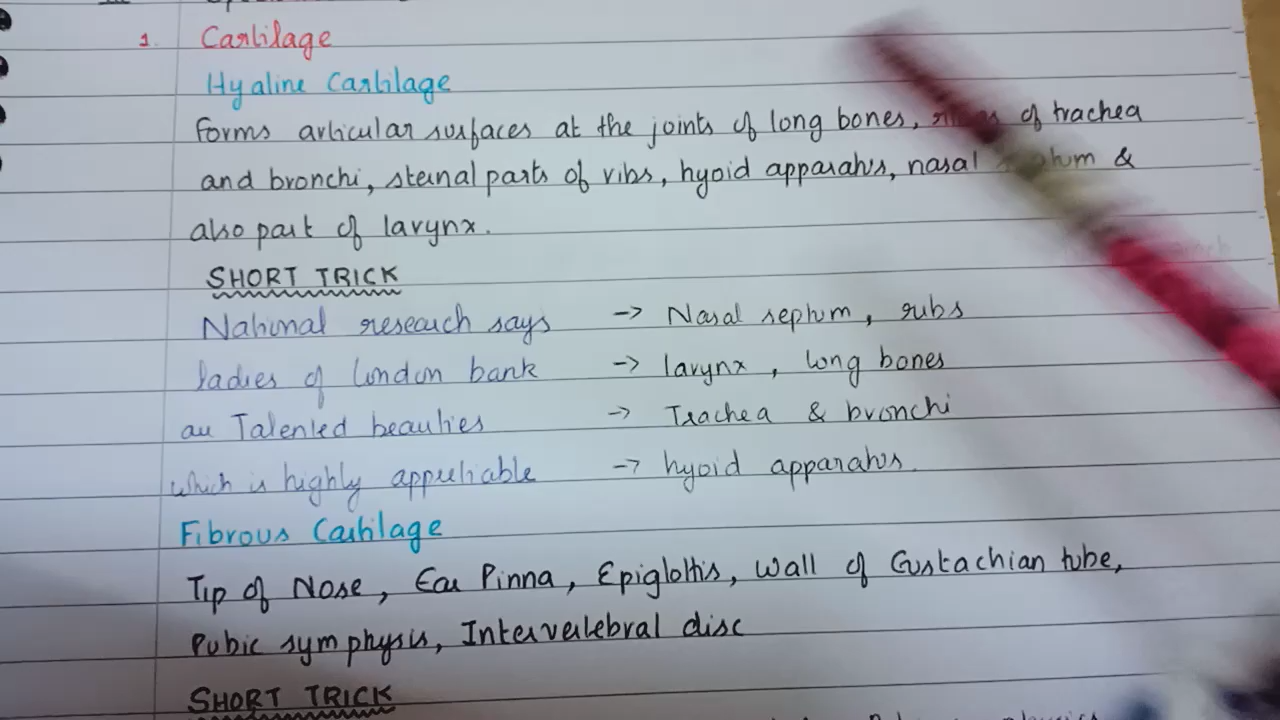 1. Cartilage
Hyaline Cartilage
Forms articular surfaces at the joints of long bones, of trachea
and bronchi, sternal parts of ribs, hyoid apparatus, nasal &
also part of larynx.
SHORT TRICK
National research says -> Nasal septum, ribs
ladies of london bank -> larynx, long bones
are Talented beauties -> Trachea & bronchi
which is highly -> hyoid apparatus.
Fibrous Cartilage
Tip of Nose, Ear Pinna, Epiglottis, Wall of Eustachian tube,
Pubic symphysis, Intervertebral disc
SHORT TRICK